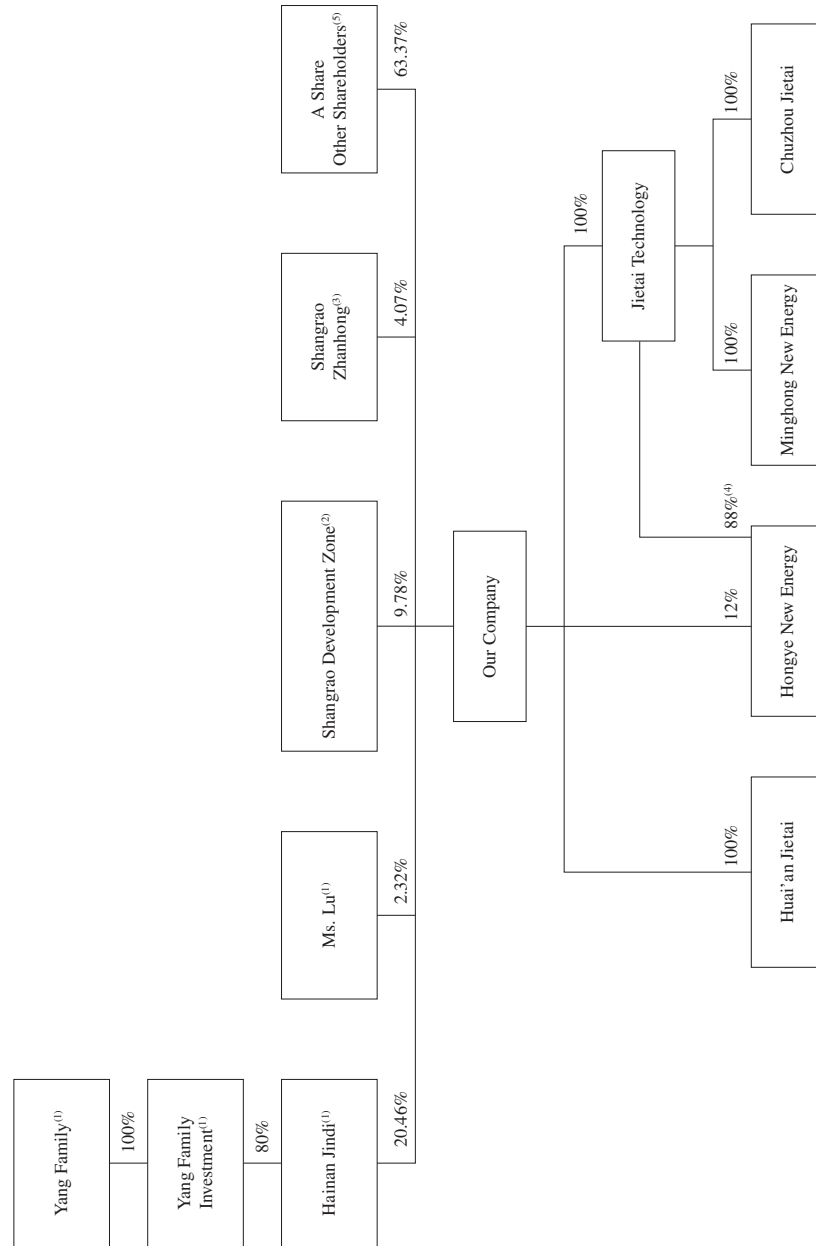 Yang Family(1)
100%
Yang Family
Investment(1)
80%
Hainan Jindi(1)
Ms. Lu(1)
Shangrao Development Zone(2)
Shangrao
Zhanhong(3)
A Share
Other Shareholders(5)
20.46%
2.32%
9.78%
4.07%
63.37%
Our Company
100%
Jietai Technology
100%
12%
88%(4)
100%
100%
Huai’an Jietai
Hongye New Energy
Minghong New Energy
Chuzhou Jietai